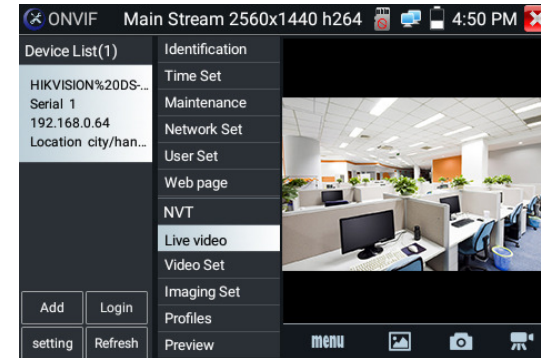 ONVIF Main Stream 2560x1440 h264 4:50 PM
Device List(1)
HIKVISION%20DS-...
Serial 1
192.168.0.64
Location city/han...
Add
Login
setting
Refresh
Identification
Time Set
Maintenance
Network Set
User Set
Web page
NVT
Live video
Video Set
Imaging Set
Profiles
Preview
menu